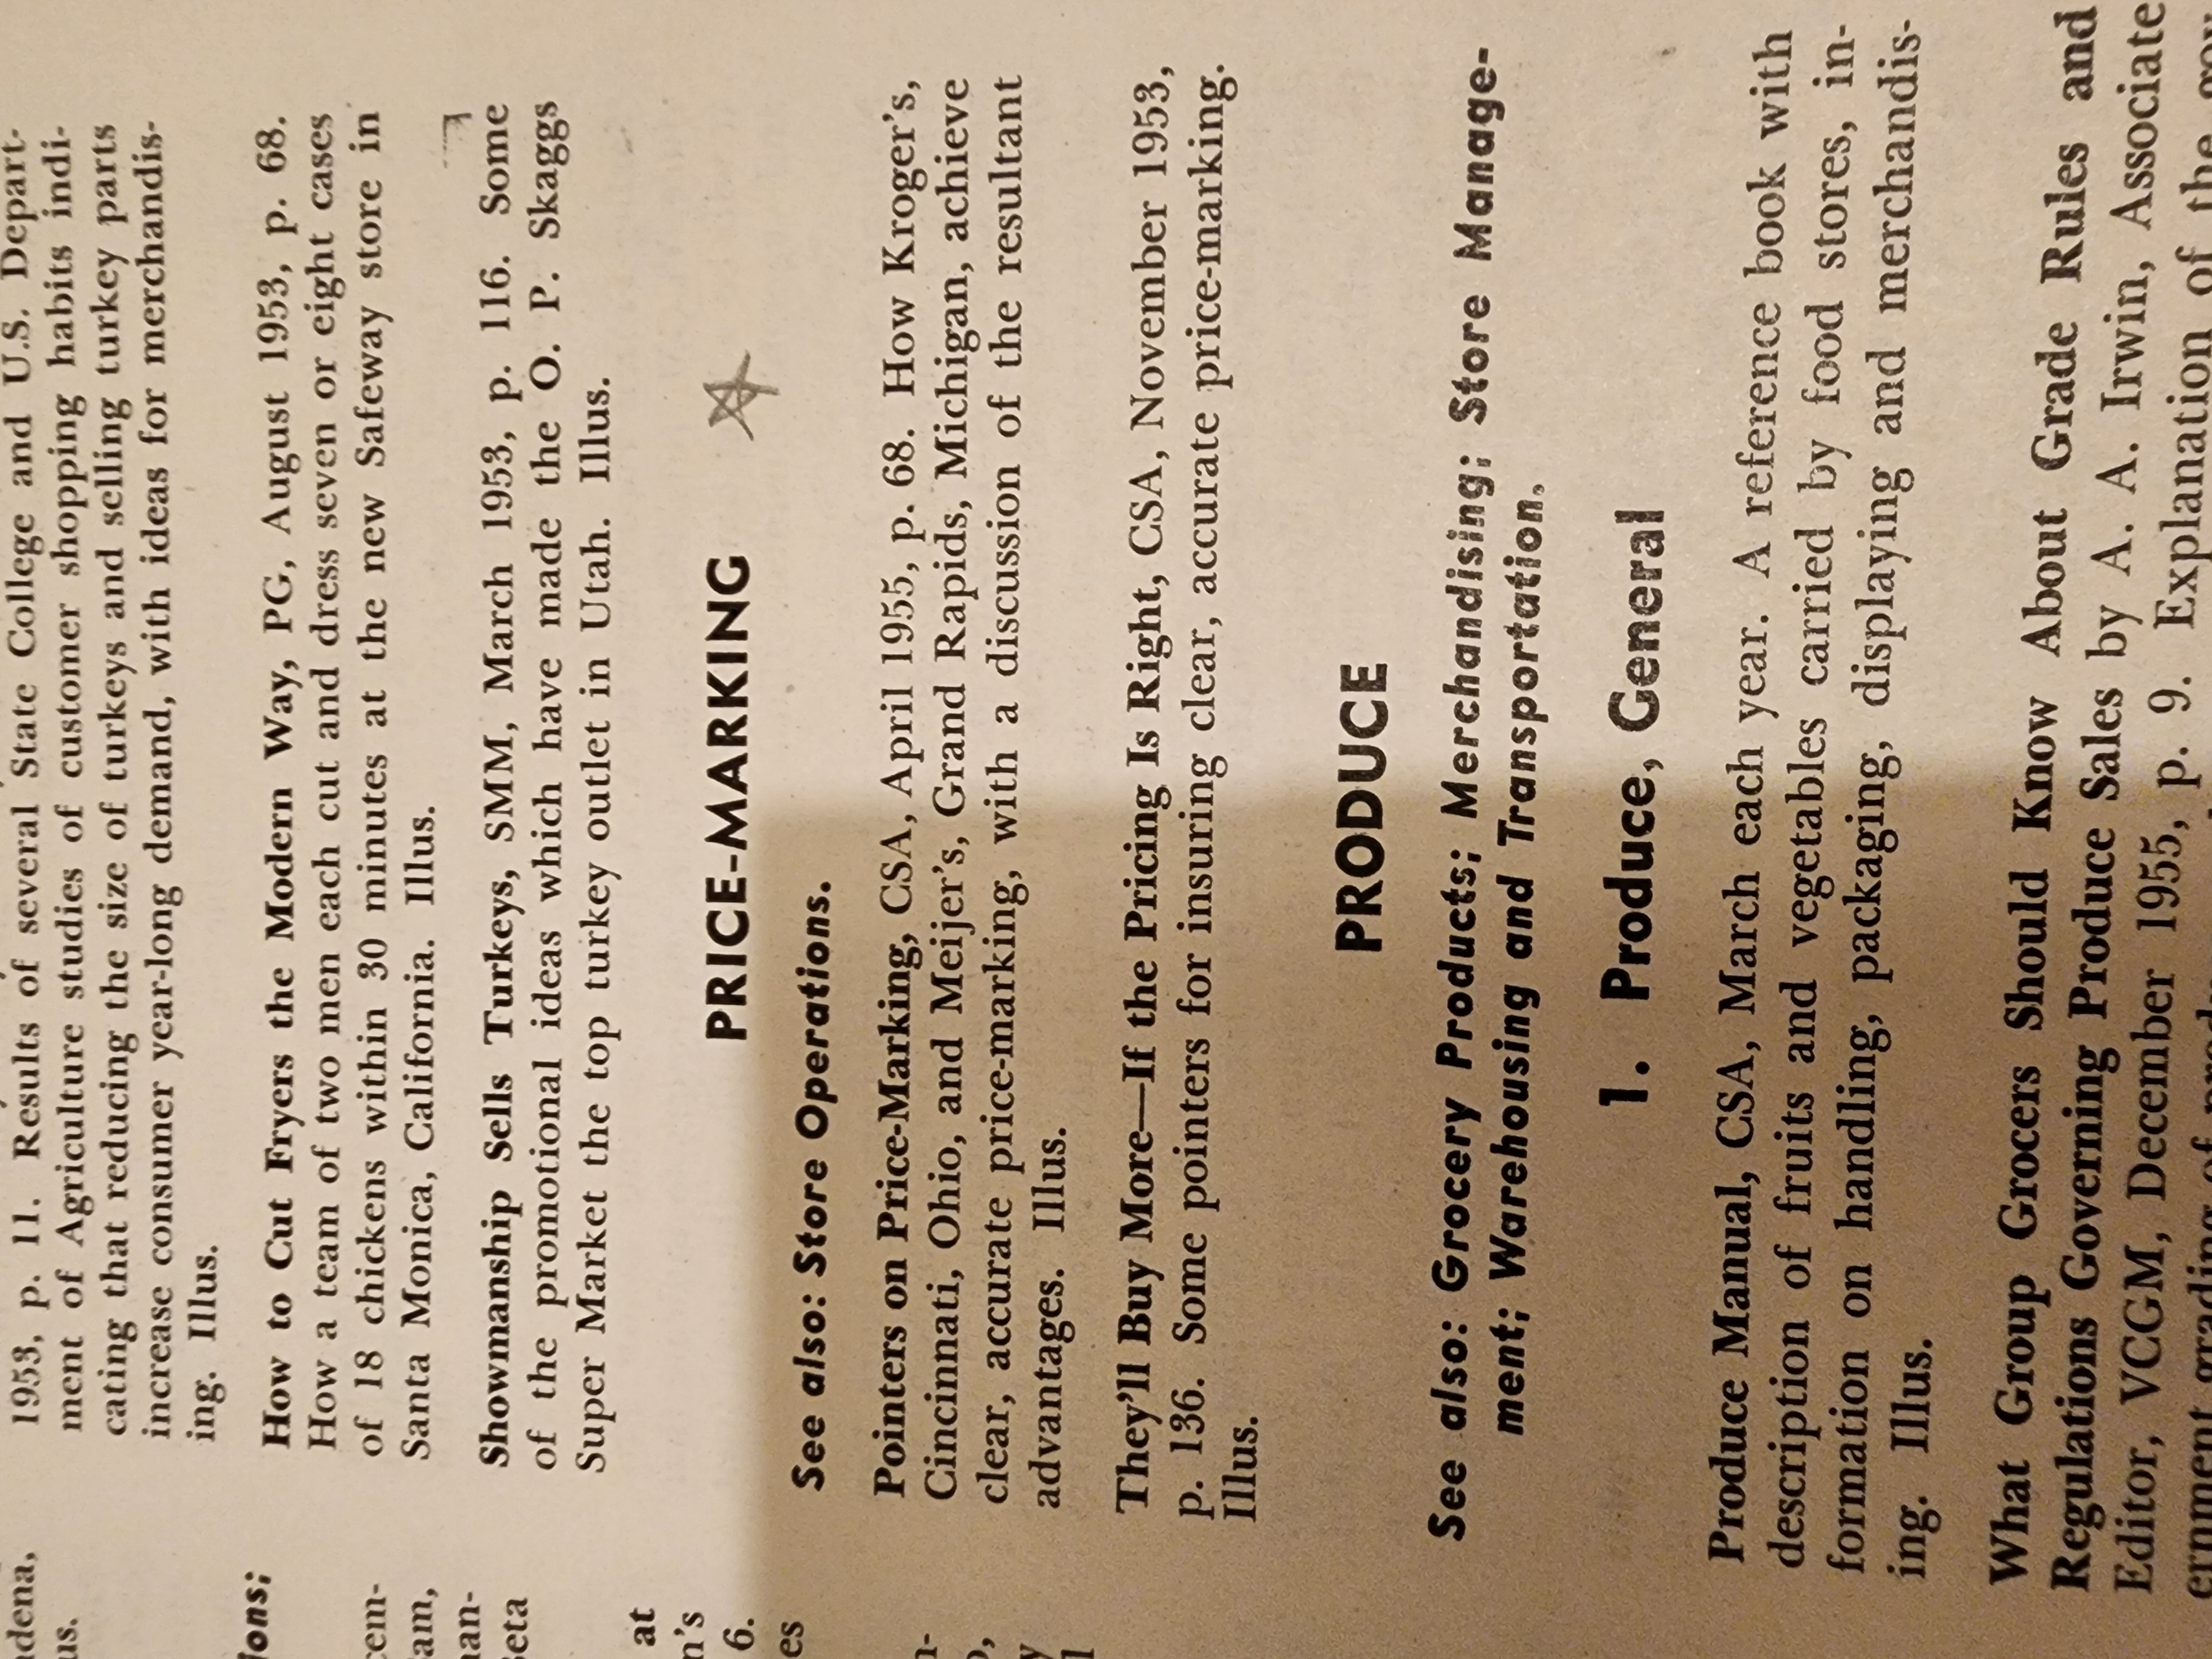 1953, p. 11. Results of several State College and U.S. Depart-
ment of Agriculture studies of customer shopping habits indi-
cating that reducing the size of turkeys and selling turkey parts
increase consumer year-long demand, with ideas for merchandis-
ing. Illus.
How to Cut Fryers the Modern Way, PG, August 1953, p. 68.
How a team of two men each cut and dress seven or eight cases
of 18 chickens within 30 minutes at the new Safeway store in
Santa Monica, California. Illus.
Showmanship Sells Turkeys, SMM, March 1953, p. 116. Some
of the promotional ideas which have made the O. P. Skaggs
Super Market the top turkey outlet in Utah. Illus.
PRICE-MARKING
See also: Store Operations.
Pointers on Price-Marking, CSA, April 1955, p. 68. How Kroger's,
Cincinnati, Ohio, and Meijer's, Grand Rapids, Michigan, achieve
clear, accurate price-marking, with a discussion of the resultant
advantages. Illus.
They'll Buy More—If the Pricing Is Right, CSA, November 1953,
p. 136. Some pointers for insuring clear, accurate price-marking.
Illus.
PRODUCE
See also: Grocery Products; Merchandising; Store Manage-
ment; Warehousing and Transportation.
1. Produce, General
Produce Manual, CSA, March each year. A reference book with
description of fruits and vegetables carried by food stores, in-
formation on handling, packaging, displaying and merchandis-
ing. Illus.
What Group Grocers Should Know About Grade Rules and
Regulations Governing Produce Sales by A. A. Irwin, Associate
Editor, VCGM, December 1955, p. 9. Explanation of the gov-
ernment grading of